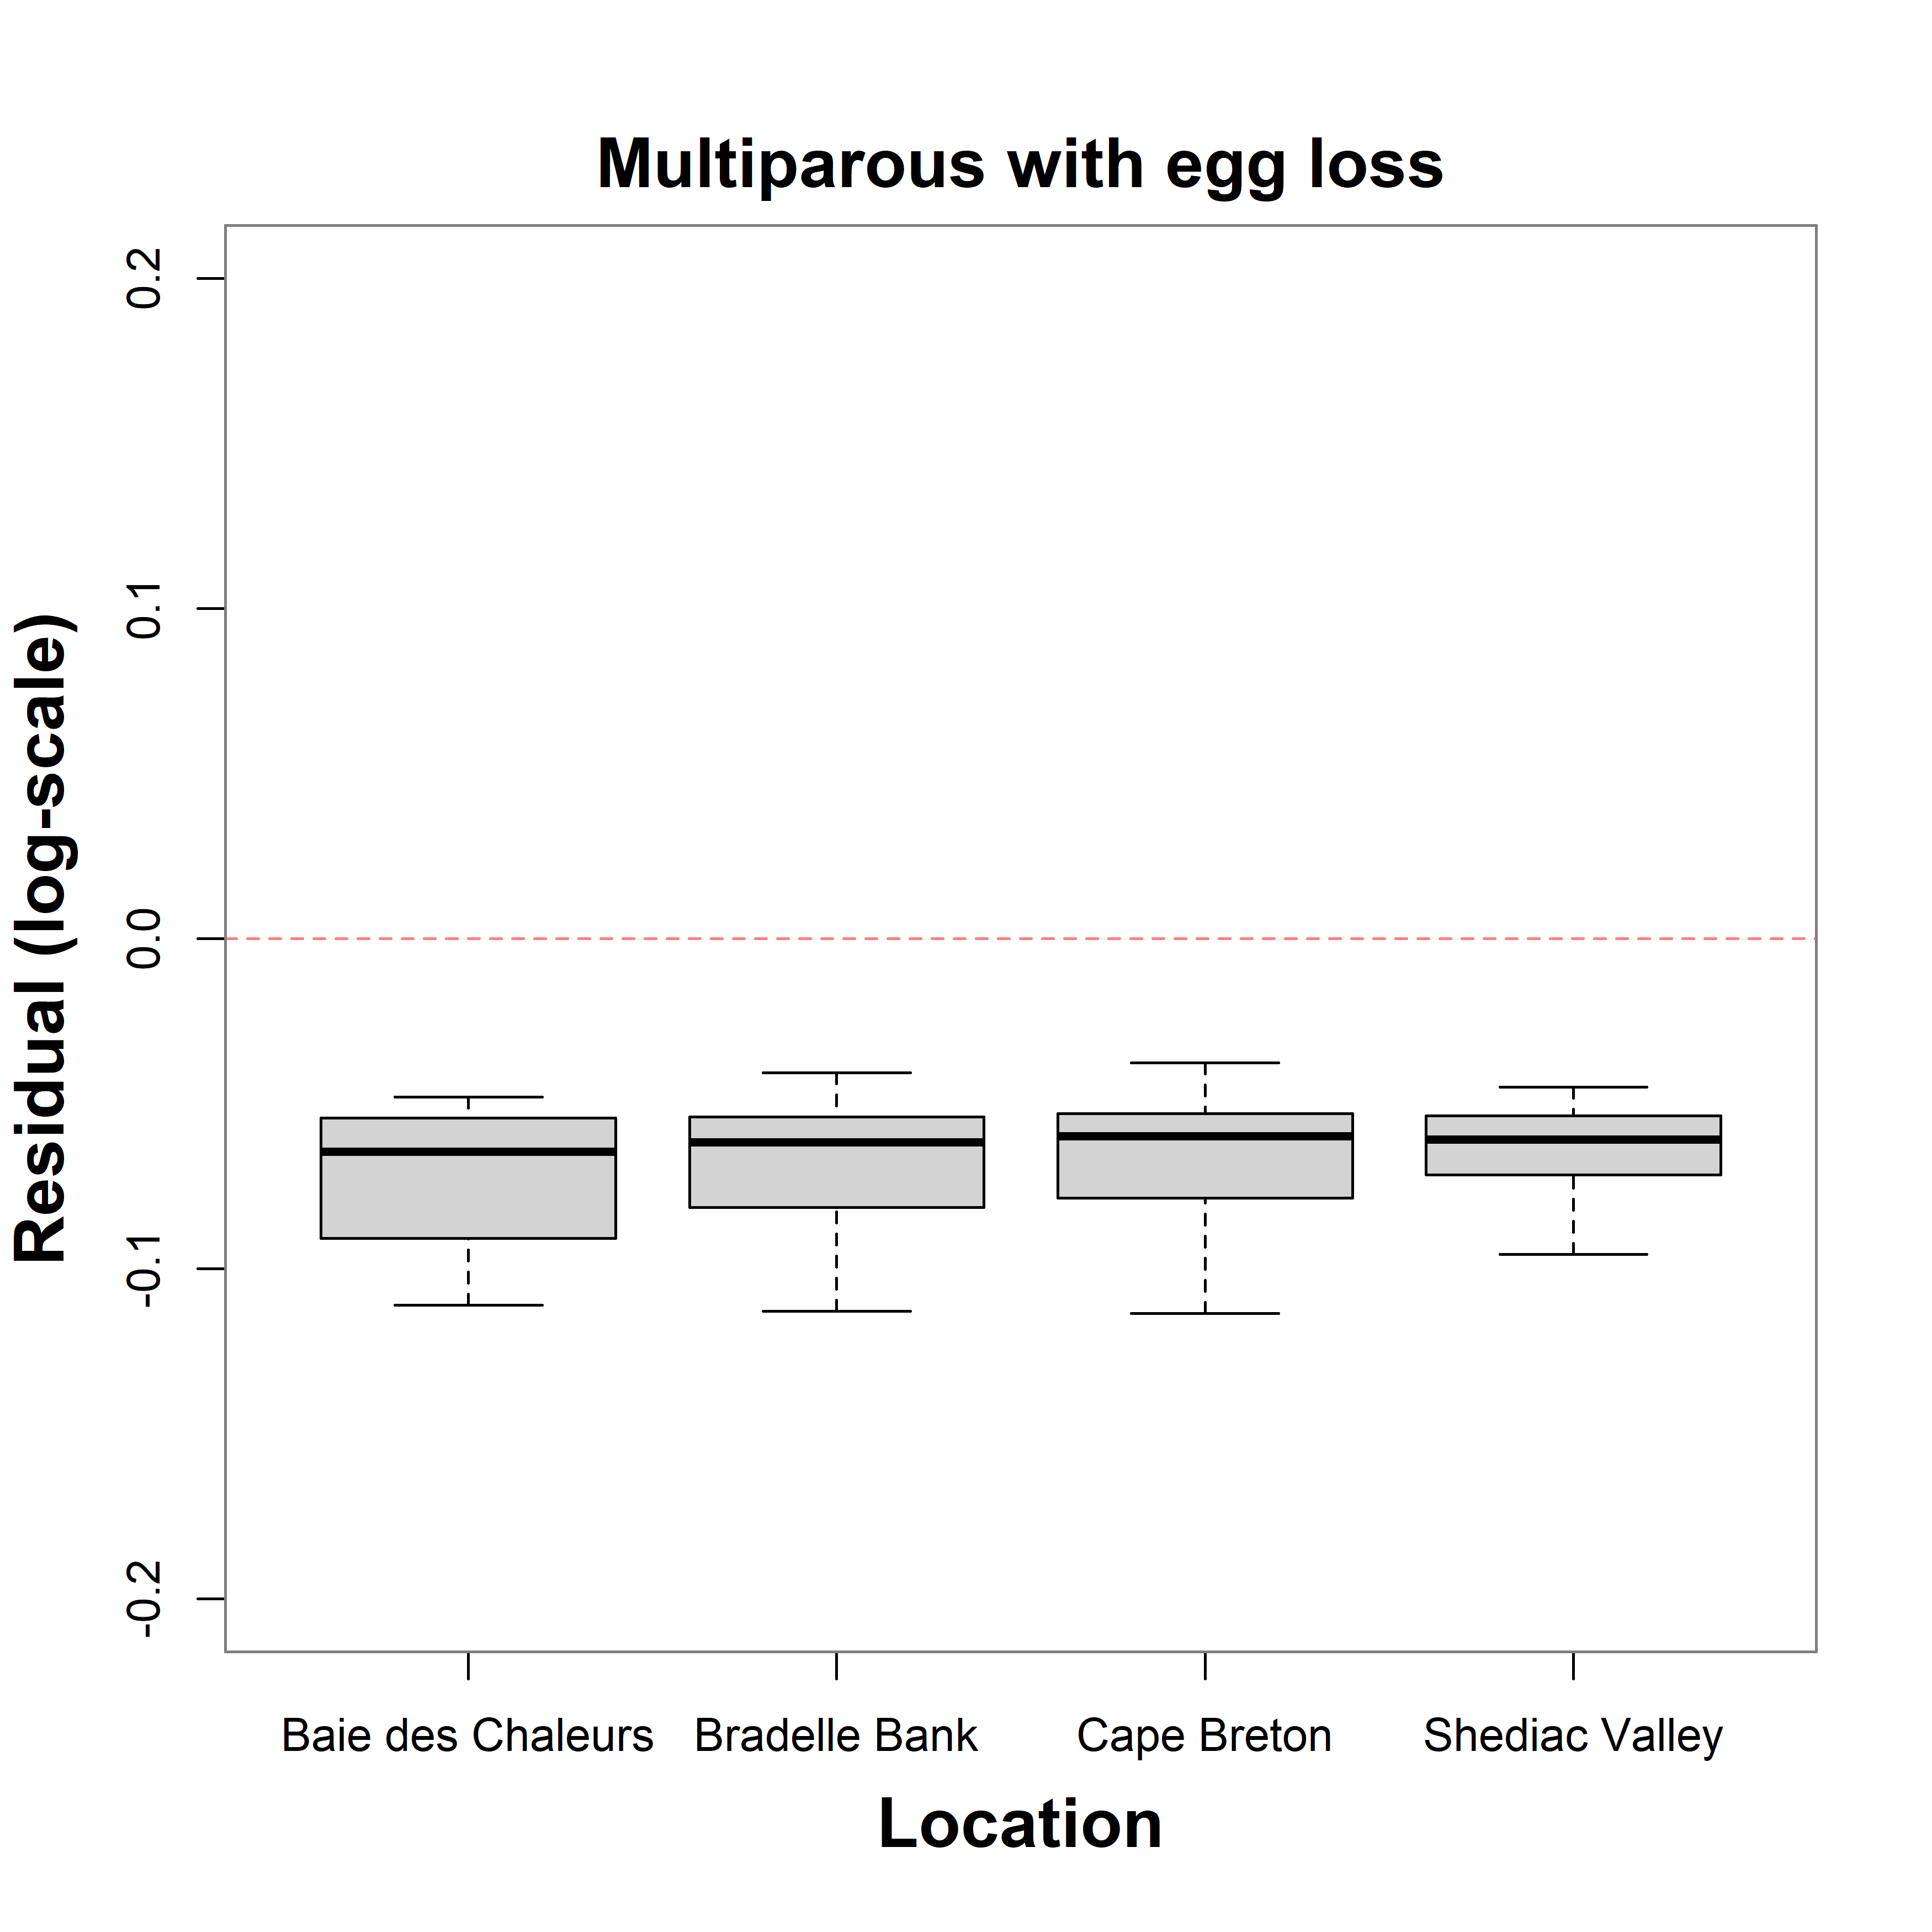 Multiparous with egg loss
Residual (log-scale)
0.2
0.1
0.0
-0.1
-0.2
Baie des Chaleurs
Bradelle Bank
Cape Breton
Shediac Valley
Location